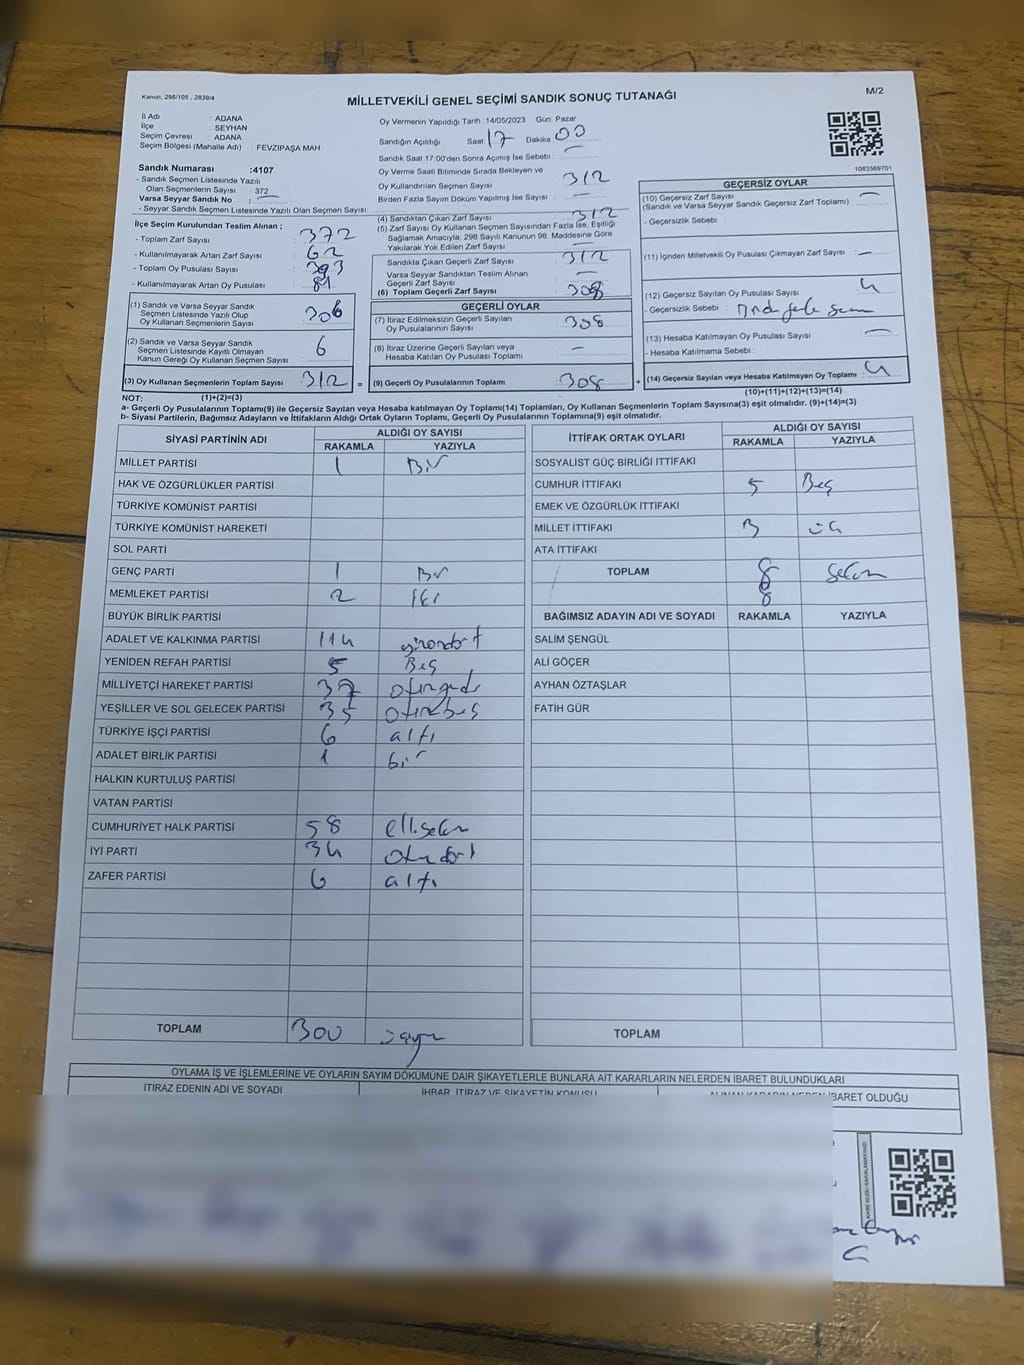 Kanun, 298/105 , 2839/4
MİLLETVEKİLİ GENEL SEÇİMİ SANDIK SONUÇ TUTANAĞI
M/2
İl Adı : ADANA
İlçe : SEYHAN
Seçim Çevresi : ADANA
Seçim Bölgesi (Mahalle Adı) : FEVZİPAŞA MAH
Sandık Numarası :4107
- Sandık Seçmen Listesinde Yazılı
Olan Seçmenlerin Sayısı : 372
Varsa Seyyar Sandık No : —
- Seyyar Sandık Seçmen Listesinde Yazılı Olan Seçmen Sayısı:
Oy Vermenin Yapıldığı Tarih 14/05/2023 Gün Pazar
Sandığın Açıldığı Saat 17 Dakika 00
Sandık Saat 17 00'den Sonra Açımış İse Sebebi : —
Oy Verme Saati Bitiminde Sırada Bekleyen ve
Oy Kullandırılan Seçmen Sayısı : 312
Birden Fazla Sayım Döküm Yapılmış İse Sayısı : —
1083569701
İlçe Seçim Kurulundan Teslim Alınan ;
- Toplam Zarf Sayısı : 372
- Kullanılmayarak Artan Zarf Sayısı : 62
- Toplam Oy Pusulası Sayısı : 393
- Kullanılmayarak Artan Oy Pusulası : 81
(1) Sandık ve Varsa Seyyar Sandık
Seçmen Listesinde Yazılı Olup
Oy Kullanan Seçmenlerin Sayısı : 306
(2) Sandık ve Varsa Seyyar Sandık
Seçmen Listesinde Kayıtlı Olmayan
Kanun Gereği Oy Kullanan Seçmen Sayısı : 6
(3) Oy Kullanan Seçmenlerin Toplam Sayısı : 312
(4) Sandıktan Çıkan Zarf Sayısı : 312
(5) Zarf Sayısı Oy Kullanan Seçmen Sayısından Fazla İse, Eşitliği
Sağlamak Amacıyla; 298 Sayılı Kanunun 98. Maddesine Göre
Yakılarak Yok Edilen Zarf Sayısı : —
Sandıkta Çıkan Geçerli Zarf Sayısı : 312
Varsa Seyyar Sandıktan Teslim Alınan
Geçerli Zarf Sayısı : —
(6) Toplam Geçerli Zarf Sayısı : 308
GEÇERLİ OYLAR
(7) İtiraz Edilmeksizin Geçerli Sayılan
Oy Pusulalarının Sayısı : 308
(8) İtiraz Üzerine Geçerli Sayılan veya
Hesaba Katılan Oy Pusulası Toplamı : —
= (9) Geçerli Oy Pusulalarının Toplamı : 308 +
GEÇERSİZ OYLAR
(10) Geçersiz Zarf Sayısı : —
(Sandık ve Varsa Seyyar Sandık Geçersiz Zarf Toplamı)
- Geçersizlik Sebebi :
(11) İçinden Milletvekili Oy Pusulası Çıkmayan Zarf Sayısı : —
(12) Geçersiz Sayılan Oy Pusulası Sayısı : 4
- Geçersizlik Sebebi :
(13) Hesaba Katılmayan Oy Pusulası Sayısı : —
- Hesaba Katılmama Sebebi :
(14) Geçersiz Sayılan veya Hesaba Katılmayan Oy Toplamı : 4
NOT: (1)+(2)=(3)
(10)+(11)+(12)+(13)=(14)
a- Geçerli Oy Pusulalarının Toplamı(9) ile Geçersiz Sayılan veya Hesaba katılmayan Oy Toplamı(14) Toplamları, Oy Kullanan Seçmenlerin Toplam Sayısına(3) eşit olmalıdır. (9)+(14)=(3)
b- Siyasi Partilerin, Bağımsız Adayların ve İttifakların Aldığı Ortak Oyların Toplamı, Geçerli Oy Pusulalarının Toplamına(9) eşit olmalıdır.
SİYASİ PARTİNİN ADI ALDIĞI OY SAYISI
RAKAMLA YAZIYLA
MİLLET PARTİSİ 1 Bir
HAK VE ÖZGÜRLÜKLER PARTİSİ
TÜRKİYE KOMÜNİST PARTİSİ
TÜRKİYE KOMÜNİST HAREKETİ
SOL PARTİ
GENÇ PARTİ 1 Bir
MEMLEKET PARTİSİ 2 iki
BÜYÜK BİRLİK PARTİSİ
ADALET VE KALKINMA PARTİSİ 114 yüzondört
YENİDEN REFAH PARTİSİ 5 Beş
MİLLİYETÇİ HAREKET PARTİSİ 37 otuzyedi
YEŞİLLER VE SOL GELECEK PARTİSİ 35 otuzbeş
TÜRKİYE İŞÇİ PARTİSİ 6 altı
ADALET BİRLİK PARTİSİ 1 bir
HALKIN KURTULUŞ PARTİSİ
VATAN PARTİSİ
CUMHURİYET HALK PARTİSİ 58 ellisekiz
İYİ PARTİ 34 otuzdört
ZAFER PARTİSİ 6 altı
TOPLAM 300 üçyüz
İTTİFAK ORTAK OYLARI ALDIĞI OY SAYISI
RAKAMLA YAZIYLA
SOSYALİST GÜÇ BİRLİĞİ İTTİFAKI
CUMHUR İTTİFAKI 5 Beş
EMEK VE ÖZGÜRLÜK İTTİFAKI
MİLLET İTTİFAKI 3 üç
ATA İTTİFAKI
TOPLAM 8 sekiz
8
BAĞIMSIZ ADAYIN ADI VE SOYADI RAKAMLA YAZIYLA
SALİM ŞENGÜL
ALİ GÖÇER
AYHAN ÖZTAŞLAR
FATİH GÜR
TOPLAM
OYLAMA İŞ VE İŞLEMLERİNE VE OYLARIN SAYIM DÖKÜMÜNE DAİR ŞİKAYETLERLE BUNLARA AİT KARARLARIN NELERDEN İBARET BULUNDUKLARI
İTİRAZ EDENİN ADI VE SOYADI İHBAR, İTİRAZ VE ŞİKAYETİN KONUSU ALINAN KARARIN NEDEN İBARET OLDUĞU